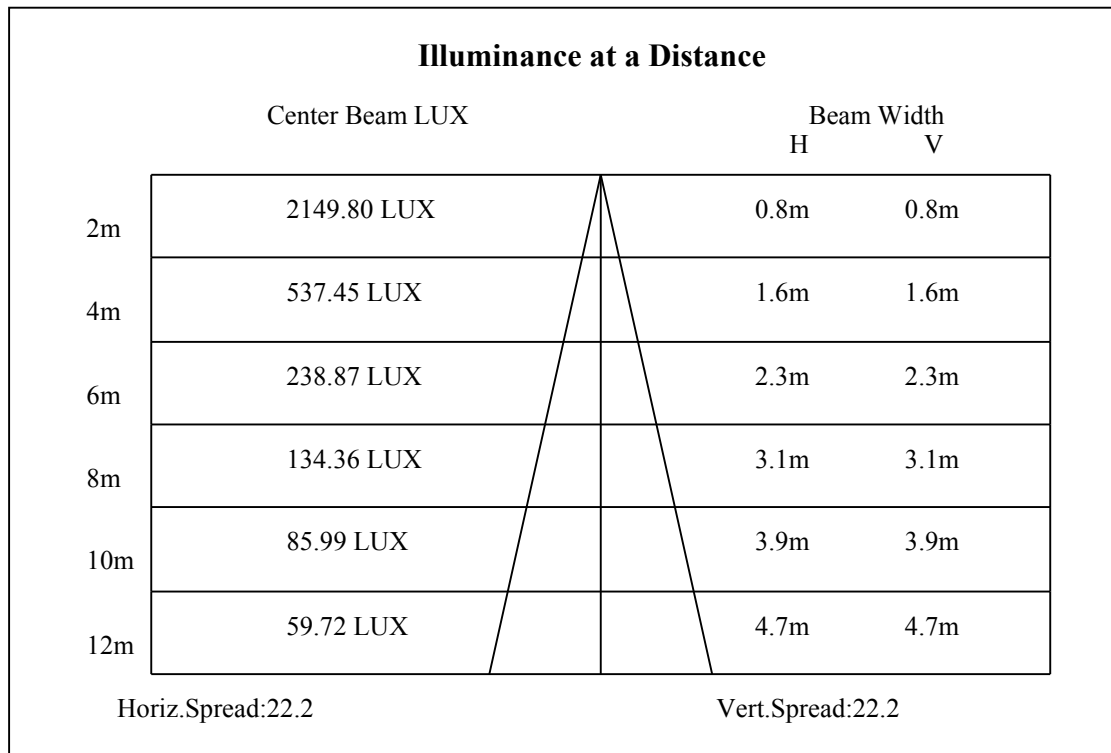 Illuminance at a Distance
Center Beam LUX Beam Width
H V
2m 2149.80 LUX 0.8m 0.8m
4m 537.45 LUX 1.6m 1.6m
6m 238.87 LUX 2.3m 2.3m
8m 134.36 LUX 3.1m 3.1m
10m 85.99 LUX 3.9m 3.9m
12m 59.72 LUX 4.7m 4.7m
Horiz.Spread:22.2 Vert.Spread:22.2